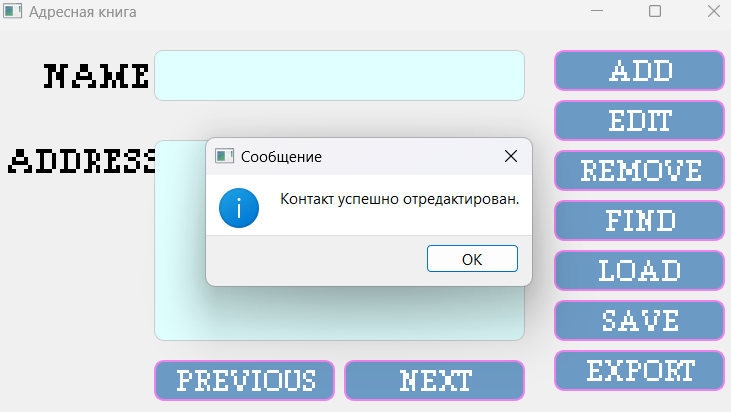 Адресная книга
NAME
ADD
EDIT
ADDRESS
Сообщение
REMOVE
Контакт успешно отредактирован.
FIND
OK
LOAD
SAVE
EXPORT
PREVIOUS
NEXT